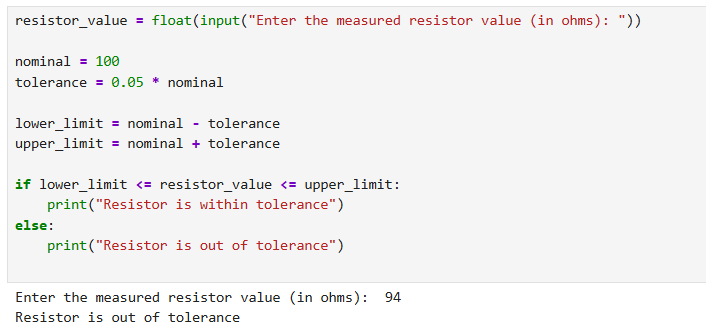 resistor_value = float(input("Enter the measured resistor value (in ohms): "))
nominal = 100
tolerance = 0.05 * nominal
lower_limit = nominal - tolerance
upper_limit = nominal + tolerance
if lower_limit <= resistor_value <= upper_limit:
    print("Resistor is within tolerance")
else:
    print("Resistor is out of tolerance")
Enter the measured resistor value (in ohms):  94
Resistor is out of tolerance